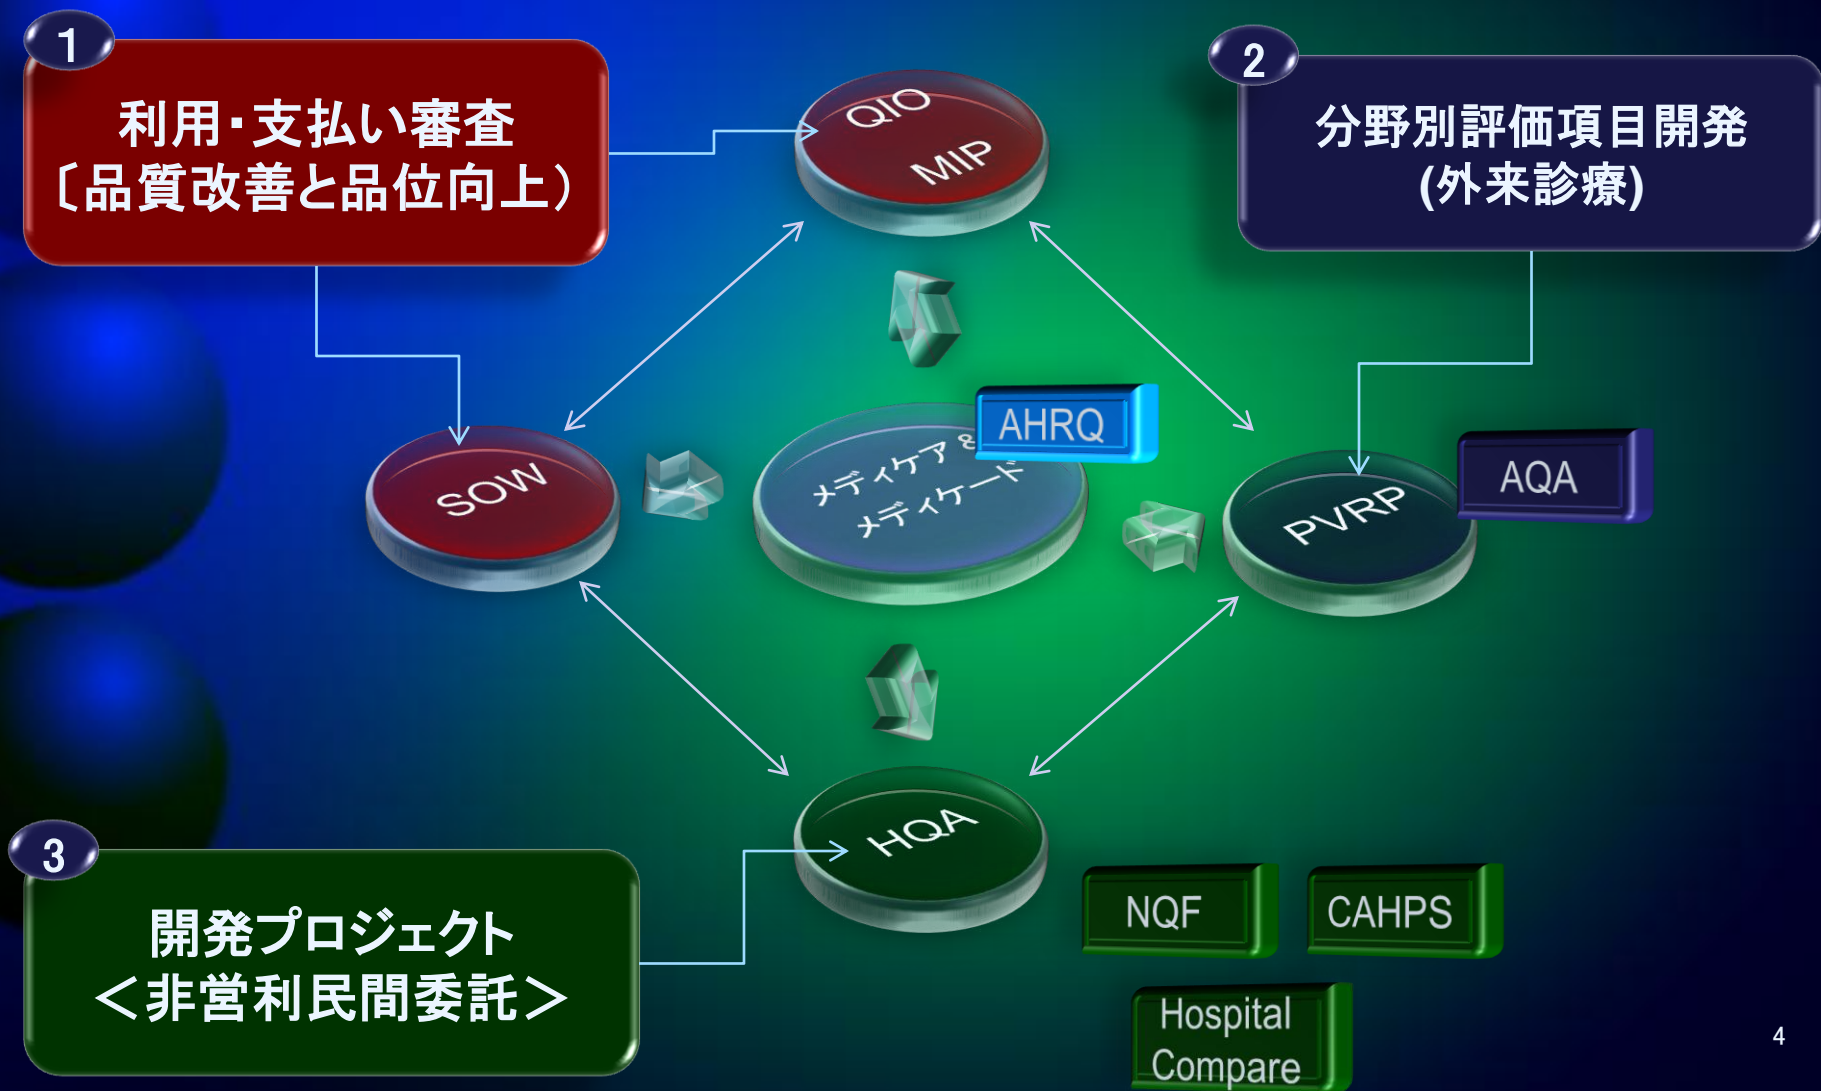 1
利用・支払い審査
〔品質改善と品位向上）
2
分野別評価項目開発
(外来診療)
QIO
MIP
AHRQ
メディケア &
メディケード
SOW
PVRP
AQA
HQA
3
開発プロジェクト
＜非営利民間委託＞
NQF
CAHPS
Hospital
Compare
4